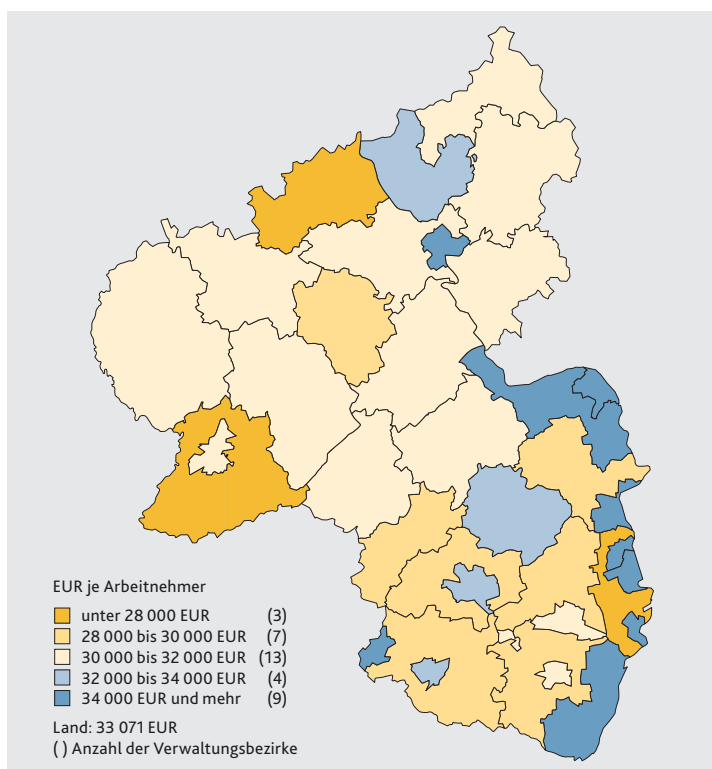 EUR je Arbeitnehmer
unter 28 000 EUR (3)
28 000 bis 30 000 EUR (7)
30 000 bis 32 000 EUR (13)
32 000 bis 34 000 EUR (4)
34 000 EUR und mehr (9)
Land: 33 071 EUR
( ) Anzahl der Verwaltungsbezirke